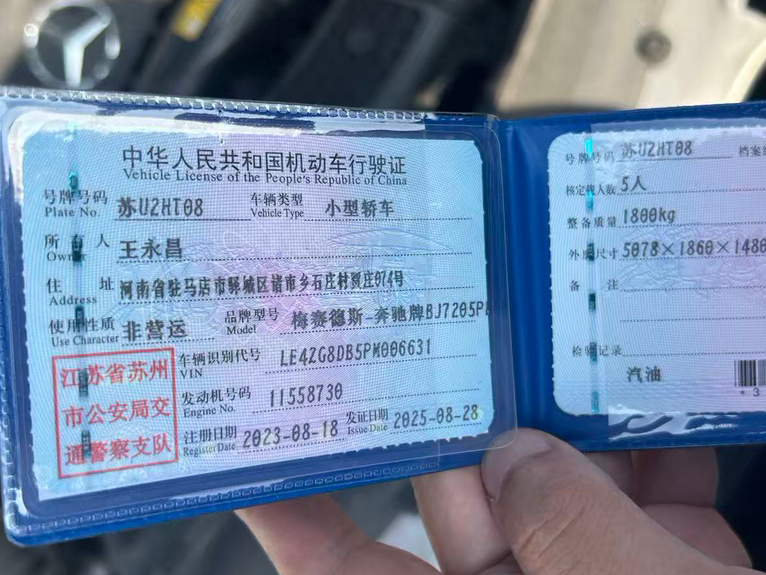 中华人民共和国机动车行驶证
Vehicle License of the People's Republic of China
号牌号码 苏U2HT08 车辆类型 小型轿车
Plate No. Vehicle Type
所有人 王永昌
Owner
住址 河南省驻马店市驿城区诸市乡石庄村贺庄074号
Address
使用性质 非营运 品牌型号 梅赛德斯-奔驰牌BJ7205P
Use Character Model
江苏省苏州
市公安局交
通警察支队
车辆识别代号 LE4ZG8DB5PM006631
VIN
发动机号码 11558730
Engine No.
注册日期 2023-08-18 发证日期 2025-08-28
Register Date Issue Date
号牌号码 苏U2HT08 档案
核定载人数 5人
整备质量 1800kg
外廓尺寸 5078×1860×1480
备注
检验记录
汽油